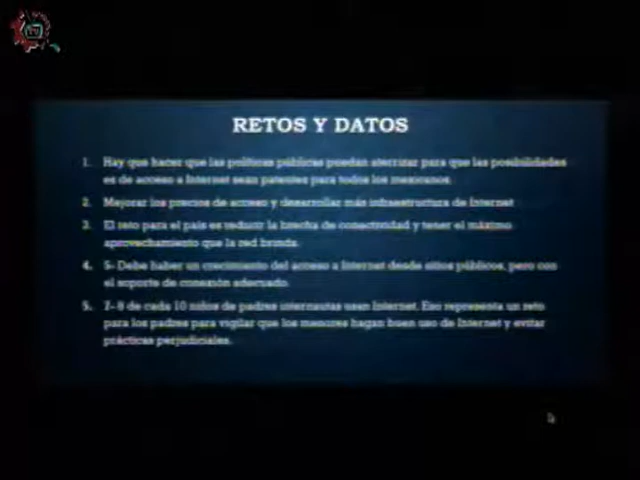 RETOS Y DATOS
1. Hay que hacer que las políticas públicas puedan aterrizar para que las posibilidades
es de acceso a Internet sean patentes para todos los mexicanos.
2. Mejorar los precios de acceso y desarrollar más infraestructura de Internet
3. El reto para el país es reducir la brecha de conectividad y tener el máximo
aprovechamiento que la red brinda.
4. 5- Debe haber un crecimiento del acceso a Internet desde sitios públicos, pero con
el soporte de conexión adecuado.
5. 7- 8 de cada 10 niños de padres internautas usan Internet. Eso representa un reto
para los padres para vigilar que los menores hagan buen uso de Internet y evitar
prácticas perjudiciales.